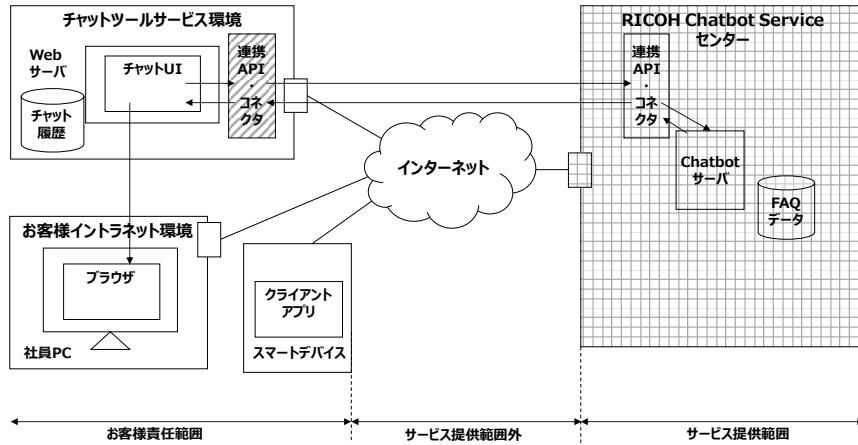 チャットツールサービス環境
Web
サーバ
チャット
履歴
チャットUI
連携
API
・
コネ
クタ
RICOH Chatbot Service
センター
連携
API
・
コネ
クタ
Chatbot
サーバ
FAQ
データ
インターネット
お客様イントラネット環境
ブラウザ
社員PC
クライアント
アプリ
スマートデバイス
お客様責任範囲
サービス提供範囲外
サービス提供範囲